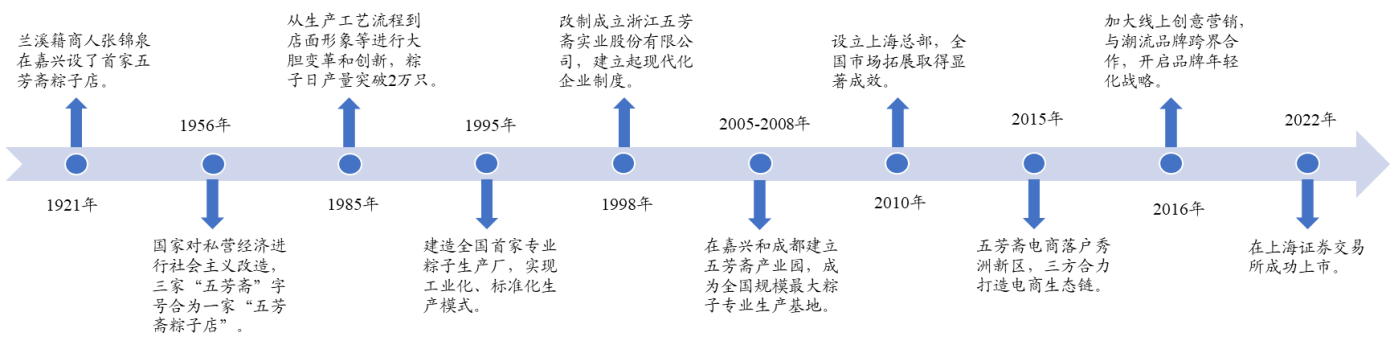 兰溪籍商人张锦泉
在嘉兴设了首家五
芳斋粽子店。
1921年
1956年
国家对私营经济进
行社会主义改造，
三家“五芳斋”字
号合为一家“五芳
斋粽子店”。
从生产工艺流程到
店面形象等进行大
胆变革和创新，粽
子日产量突破2万只。
1985年
1995年
建造全国首家专业
粽子生产厂，实现
工业化、标准化生
产模式。
改制成立浙江五芳
斋实业股份有限公
司，建立起现代化
企业制度。
1998年
2005-2008年
在嘉兴和成都建立
五芳斋产业园，成
为全国规模最大粽
子专业生产基地。
设立上海总部，全
国市场拓展取得显
著成效。
2010年
2015年
五芳斋电商落户秀
洲新区，三方合力
打造电商生态链。
加大线上创意营销，
与潮流品牌跨界合
作，开启品牌年轻
化战略。
2016年
2022年
在上海证券交易
所成功上市。